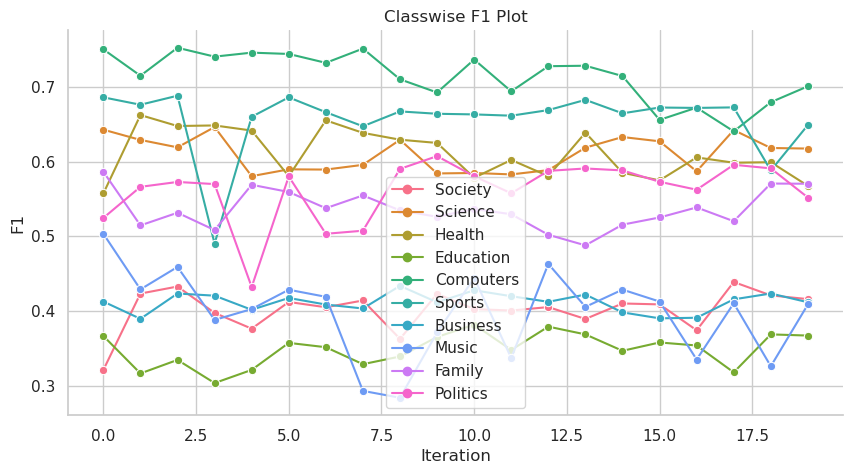 Classwise F1 Plot
F1
0.7
0.6
0.5
0.4
0.3
Society
Science
Health
Education
Computers
Sports
Business
Music
Family
Politics
0.0 2.5 5.0 7.5 10.0 12.5 15.0 17.5
Iteration